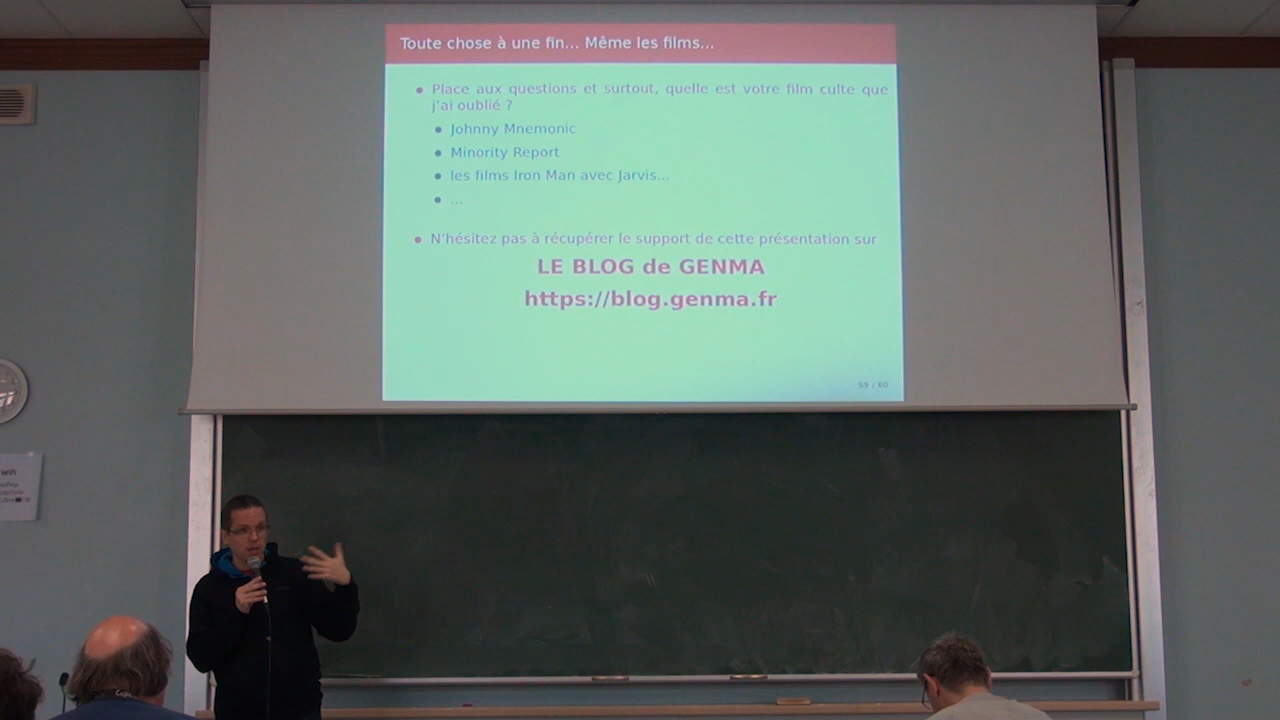 Toute chose à une fin... Même les films...
Place aux questions et surtout, quelle est votre film culte que
j'ai oublié ?
Johnny Mnemonic
Minority Report
les films Iron Man avec Jarvis...
...
N'hésitez pas à récupérer le support de cette présentation sur
LE BLOG de GENMA
https://blog.genma.fr
59 / 60
wifi